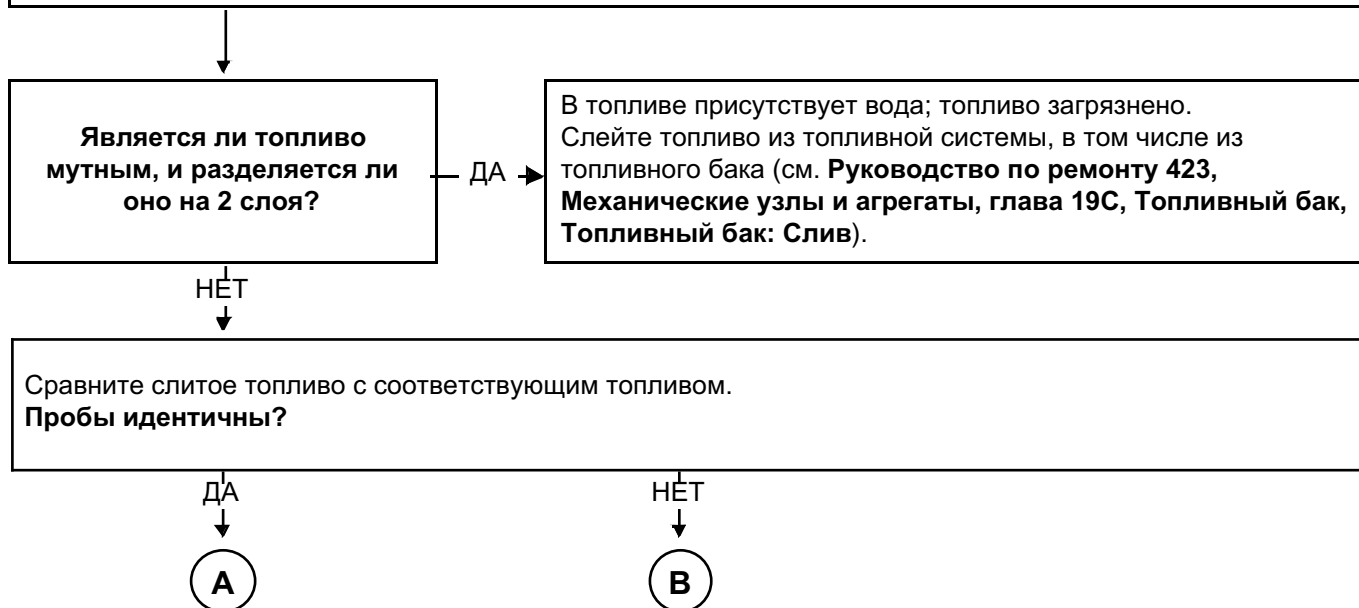 Является ли топливо
мутным, и разделяется ли
оно на 2 слоя?
ДА
В топливе присутствует вода; топливо загрязнено.
Слейте топливо из топливной системы, в том числе из
топливного бака (см. Руководство по ремонту 423,
Механические узлы и агрегаты, глава 19C, Топливный бак,
Топливный бак: Слив).
НЕТ
Сравните слитое топливо с соответствующим топливом.
Пробы идентичны?
ДА
НЕТ
A
B